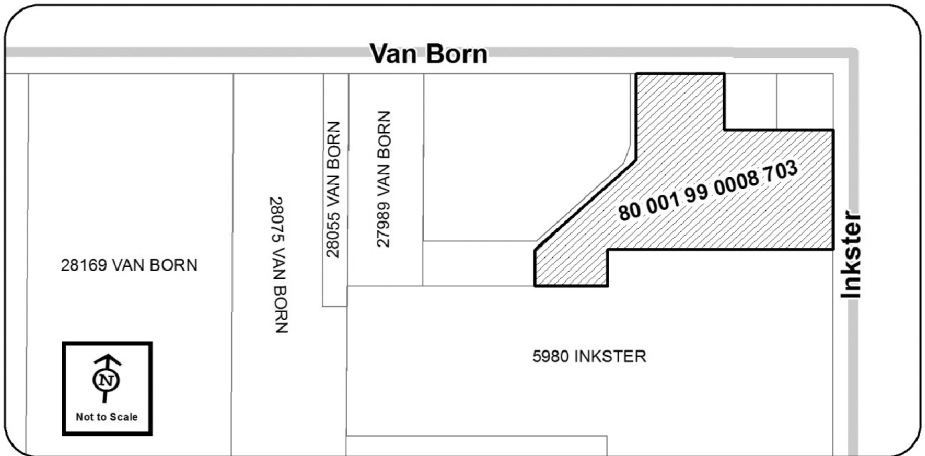 Van Born
28055 VAN BORN
27989 VAN BORN
80 001 99 0008 703
28075 VAN BORN
Inkster
28169 VAN BORN
5980 INKSTER
N
Not to Scale